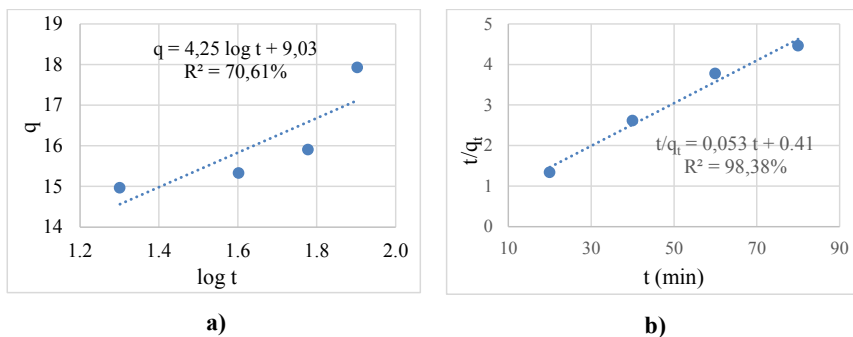 19
18
17
16
15
14
q
q = 4,25 log t + 9,03
R² = 70,61%
1.2 1.4 1.6 1.8 2.0
log t
a)
5
4
3
2
1
0
t/qt
t/qt = 0,053 t + 0.41
R² = 98,38%
10 30 50 70 90
t (min)
b)